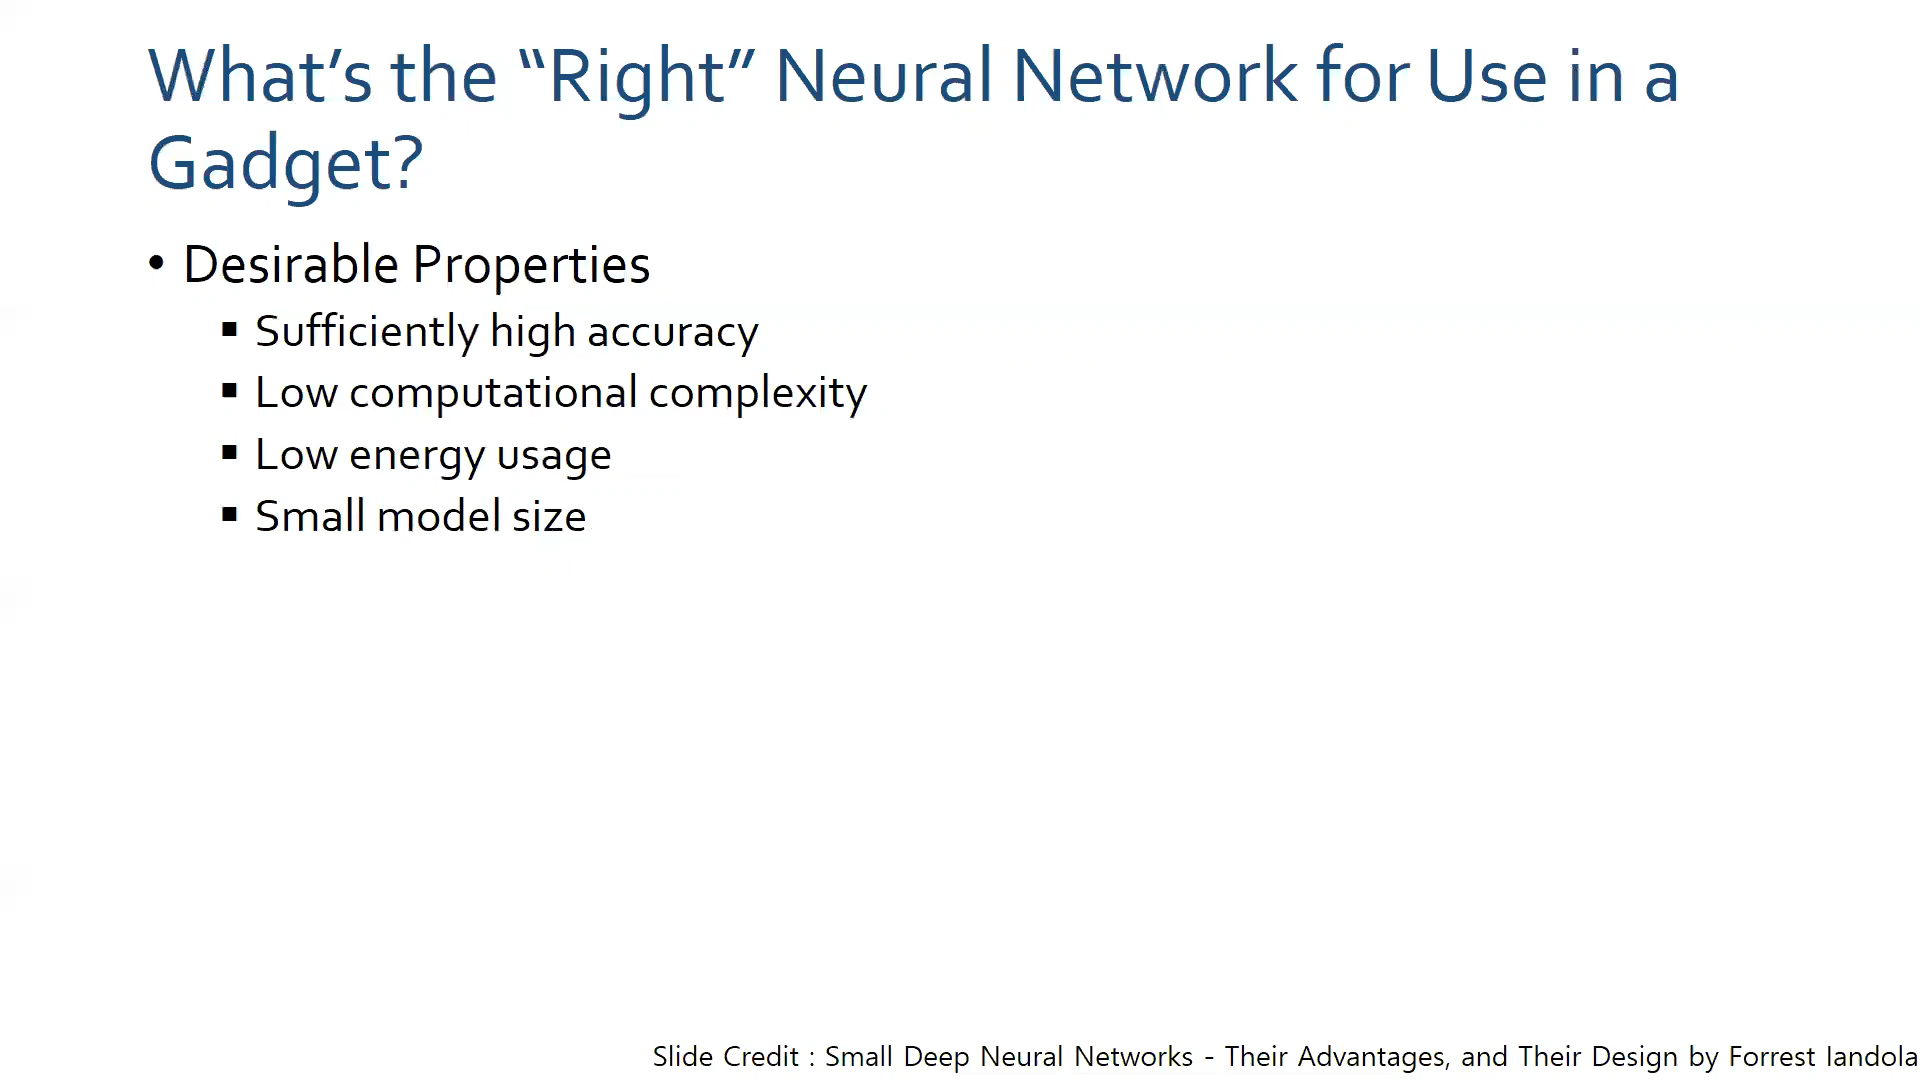 What’s the “Right” Neural Network for Use in a
Gadget?
• Desirable Properties
▪ Sufficiently high accuracy
▪ Low computational complexity
▪ Low energy usage
▪ Small model size
Slide Credit : Small Deep Neural Networks - Their Advantages, and Their Design by Forrest Iandola